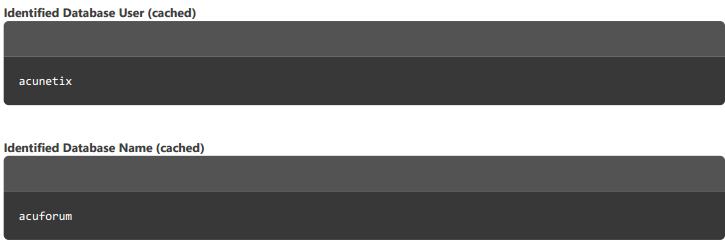 Identified Database User (cached)
acunetix
Identified Database Name (cached)
acuforum